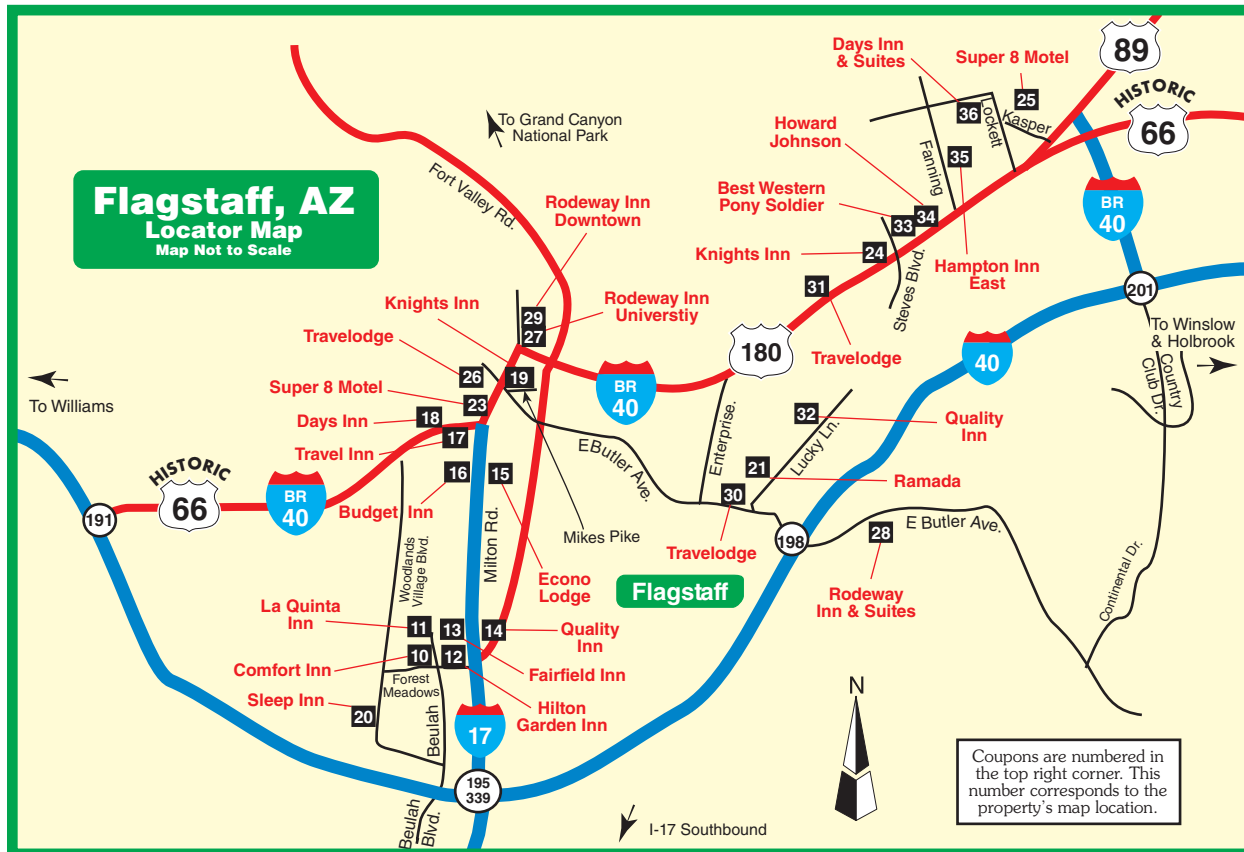 Flagstaff, AZ
Locator Map
Map Not to Scale
To Grand Canyon
National Park
Fort Valley Rd.
Days Inn
& Suites
Super 8 Motel
89
HISTORIC
66
25
36
Lockett
Kasper
Howard
Johnson
Fanning
35
BR
40
Best Western
Pony Soldier
34
33
Knights Inn
24
Steves Blvd.
Hampton Inn
East
31
Travelodge
201
To Winslow
& Holbrook
Country
Club Dr.
40
180
Rodeway Inn
Downtown
Knights Inn
29
27
Rodeway Inn
Universtiy
Travelodge
26
19
BR
40
Super 8 Motel
23
To Williams
Days Inn
18
Travel Inn
17
HISTORIC
66
BR
40
191
Budget Inn
16
15
Mikes Pike
E Butler Ave.
Enterprise.
32
Lucky Ln.
Quality
Inn
21
Ramada
30
Travelodge
198
E Butler Ave.
28
Rodeway
Inn & Suites
Continental Dr.
Milton Rd.
Woodlands
Village Blvd.
Econo
Lodge
Flagstaff
La Quinta
Inn
11
13
14
Quality
Inn
Comfort Inn
10
12
Fairfield Inn
Forest
Meadows
Sleep Inn
20
Beulah
Hilton
Garden Inn
17
195
339
Beulah
Blvd.
I-17 Southbound
N
Coupons are numbered in
the top right corner. This
number corresponds to the
property's map location.